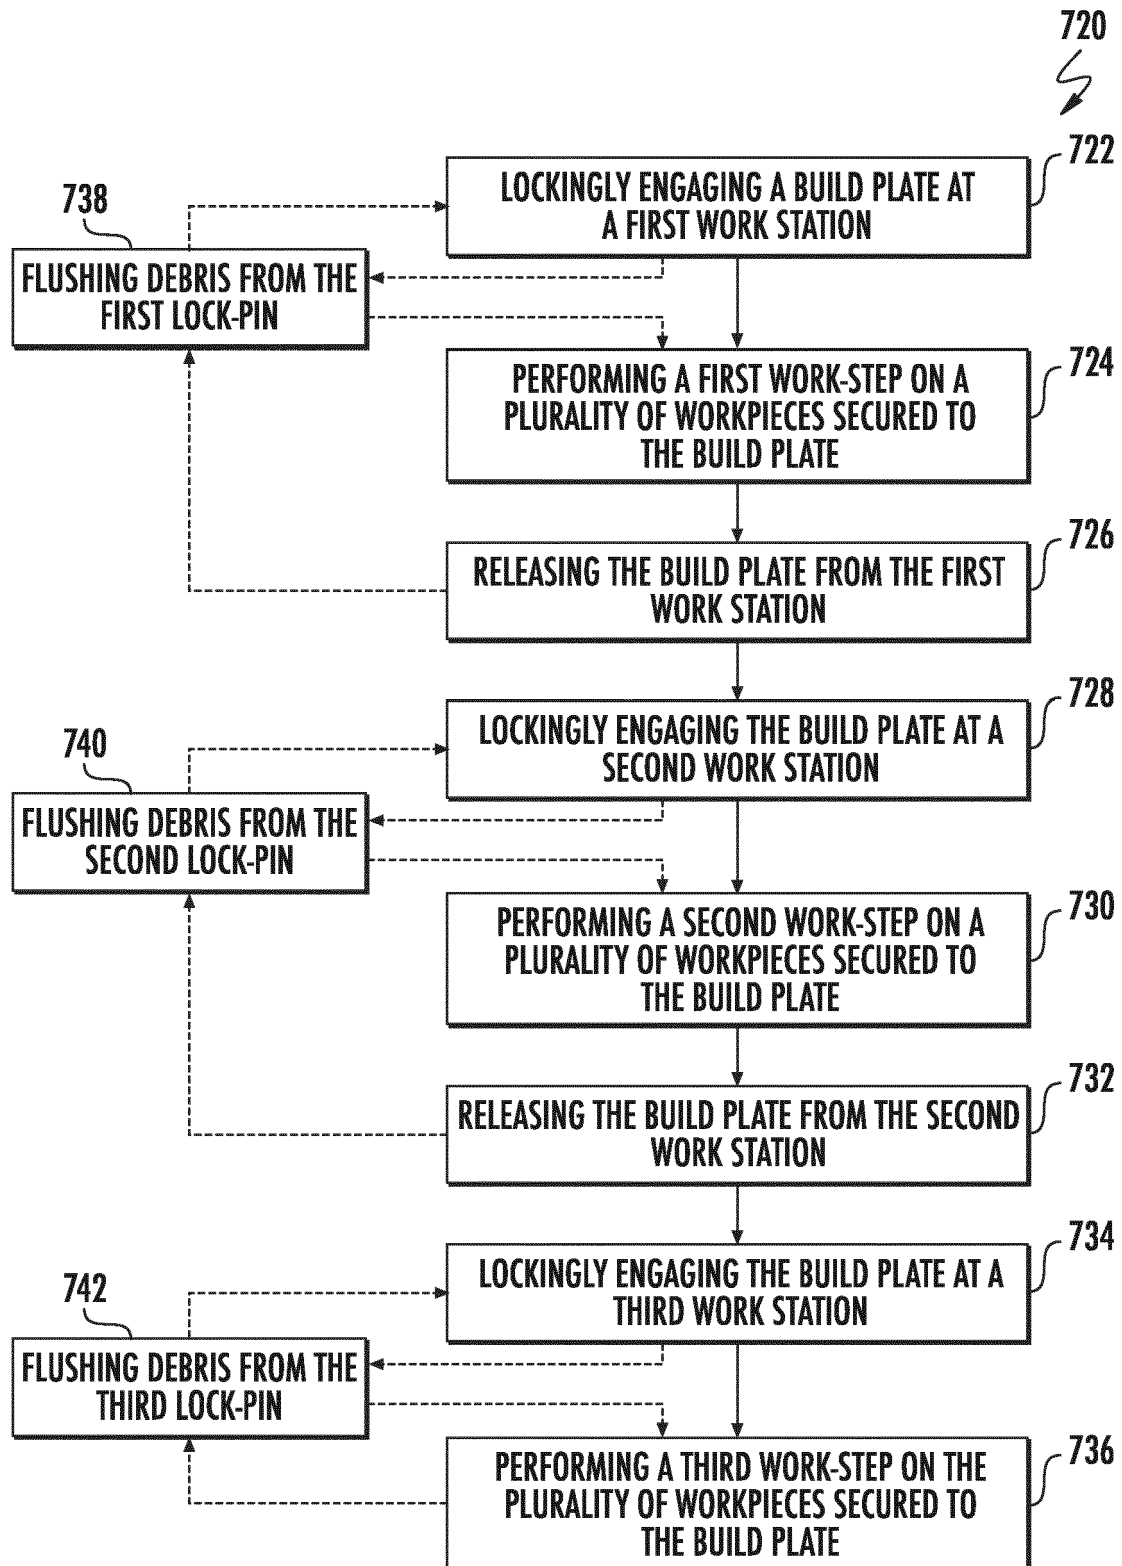 720
722
LOCKINGLY ENGAGING A BUILD PLATE AT
A FIRST WORK STATION
738
FLUSHING DEBRIS FROM THE
FIRST LOCK-PIN
724
PERFORMING A FIRST WORK-STEP ON A
PLURALITY OF WORKPIECES SECURED TO
THE BUILD PLATE
726
RELEASING THE BUILD PLATE FROM THE FIRST
WORK STATION
728
LOCKINGLY ENGAGING THE BUILD PLATE AT A
SECOND WORK STATION
740
FLUSHING DEBRIS FROM THE
SECOND LOCK-PIN
730
PERFORMING A SECOND WORK-STEP ON A
PLURALITY OF WORKPIECES SECURED TO
THE BUILD PLATE
732
RELEASING THE BUILD PLATE FROM THE SECOND
WORK STATION
734
LOCKINGLY ENGAGING THE BUILD PLATE AT A
THIRD WORK STATION
742
FLUSHING DEBRIS FROM THE
THIRD LOCK-PIN
736
PERFORMING A THIRD WORK-STEP ON THE
PLURALITY OF WORKPIECES SECURED TO
THE BUILD PLATE